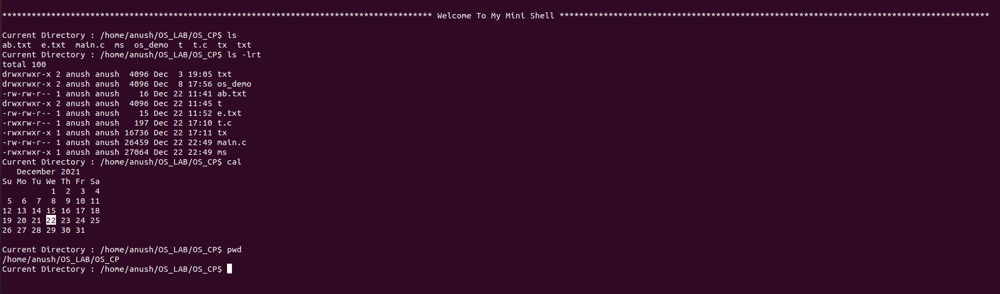 **************************************************************************************** Welcome To My Mini Shell ****************************************************************************************
Current Directory : /home/anush/OS_LAB/OS_CP$ ls
ab.txt  e.txt  main.c  ms  os_demo  t  t.c  tx  txt
Current Directory : /home/anush/OS_LAB/OS_CP$ ls -lrt
total 100
drwxrwxr-x 2 anush anush  4096 Dec  3 19:05 txt
drwxrwxr-x 2 anush anush  4096 Dec  8 17:56 os_demo
-rw-rw-r-- 1 anush anush    16 Dec 22 11:41 ab.txt
drwxrwxr-x 2 anush anush  4096 Dec 22 11:45 t
-rw-rw-r-- 1 anush anush    15 Dec 22 11:52 e.txt
-rwxrw-r-- 1 anush anush   197 Dec 22 17:10 t.c
-rwxrwxr-x 1 anush anush 16736 Dec 22 17:11 tx
-rw-rw-r-- 1 anush anush 26459 Dec 22 22:49 main.c
-rwxrwxr-x 1 anush anush 27064 Dec 22 22:49 ms
Current Directory : /home/anush/OS_LAB/OS_CP$ cal
   December 2021
Su Mo Tu We Th Fr Sa
          1  2  3  4
 5  6  7  8  9 10 11
12 13 14 15 16 17 18
19 20 21 22 23 24 25
26 27 28 29 30 31
Current Directory : /home/anush/OS_LAB/OS_CP$ pwd
/home/anush/OS_LAB/OS_CP
Current Directory : /home/anush/OS_LAB/OS_CP$